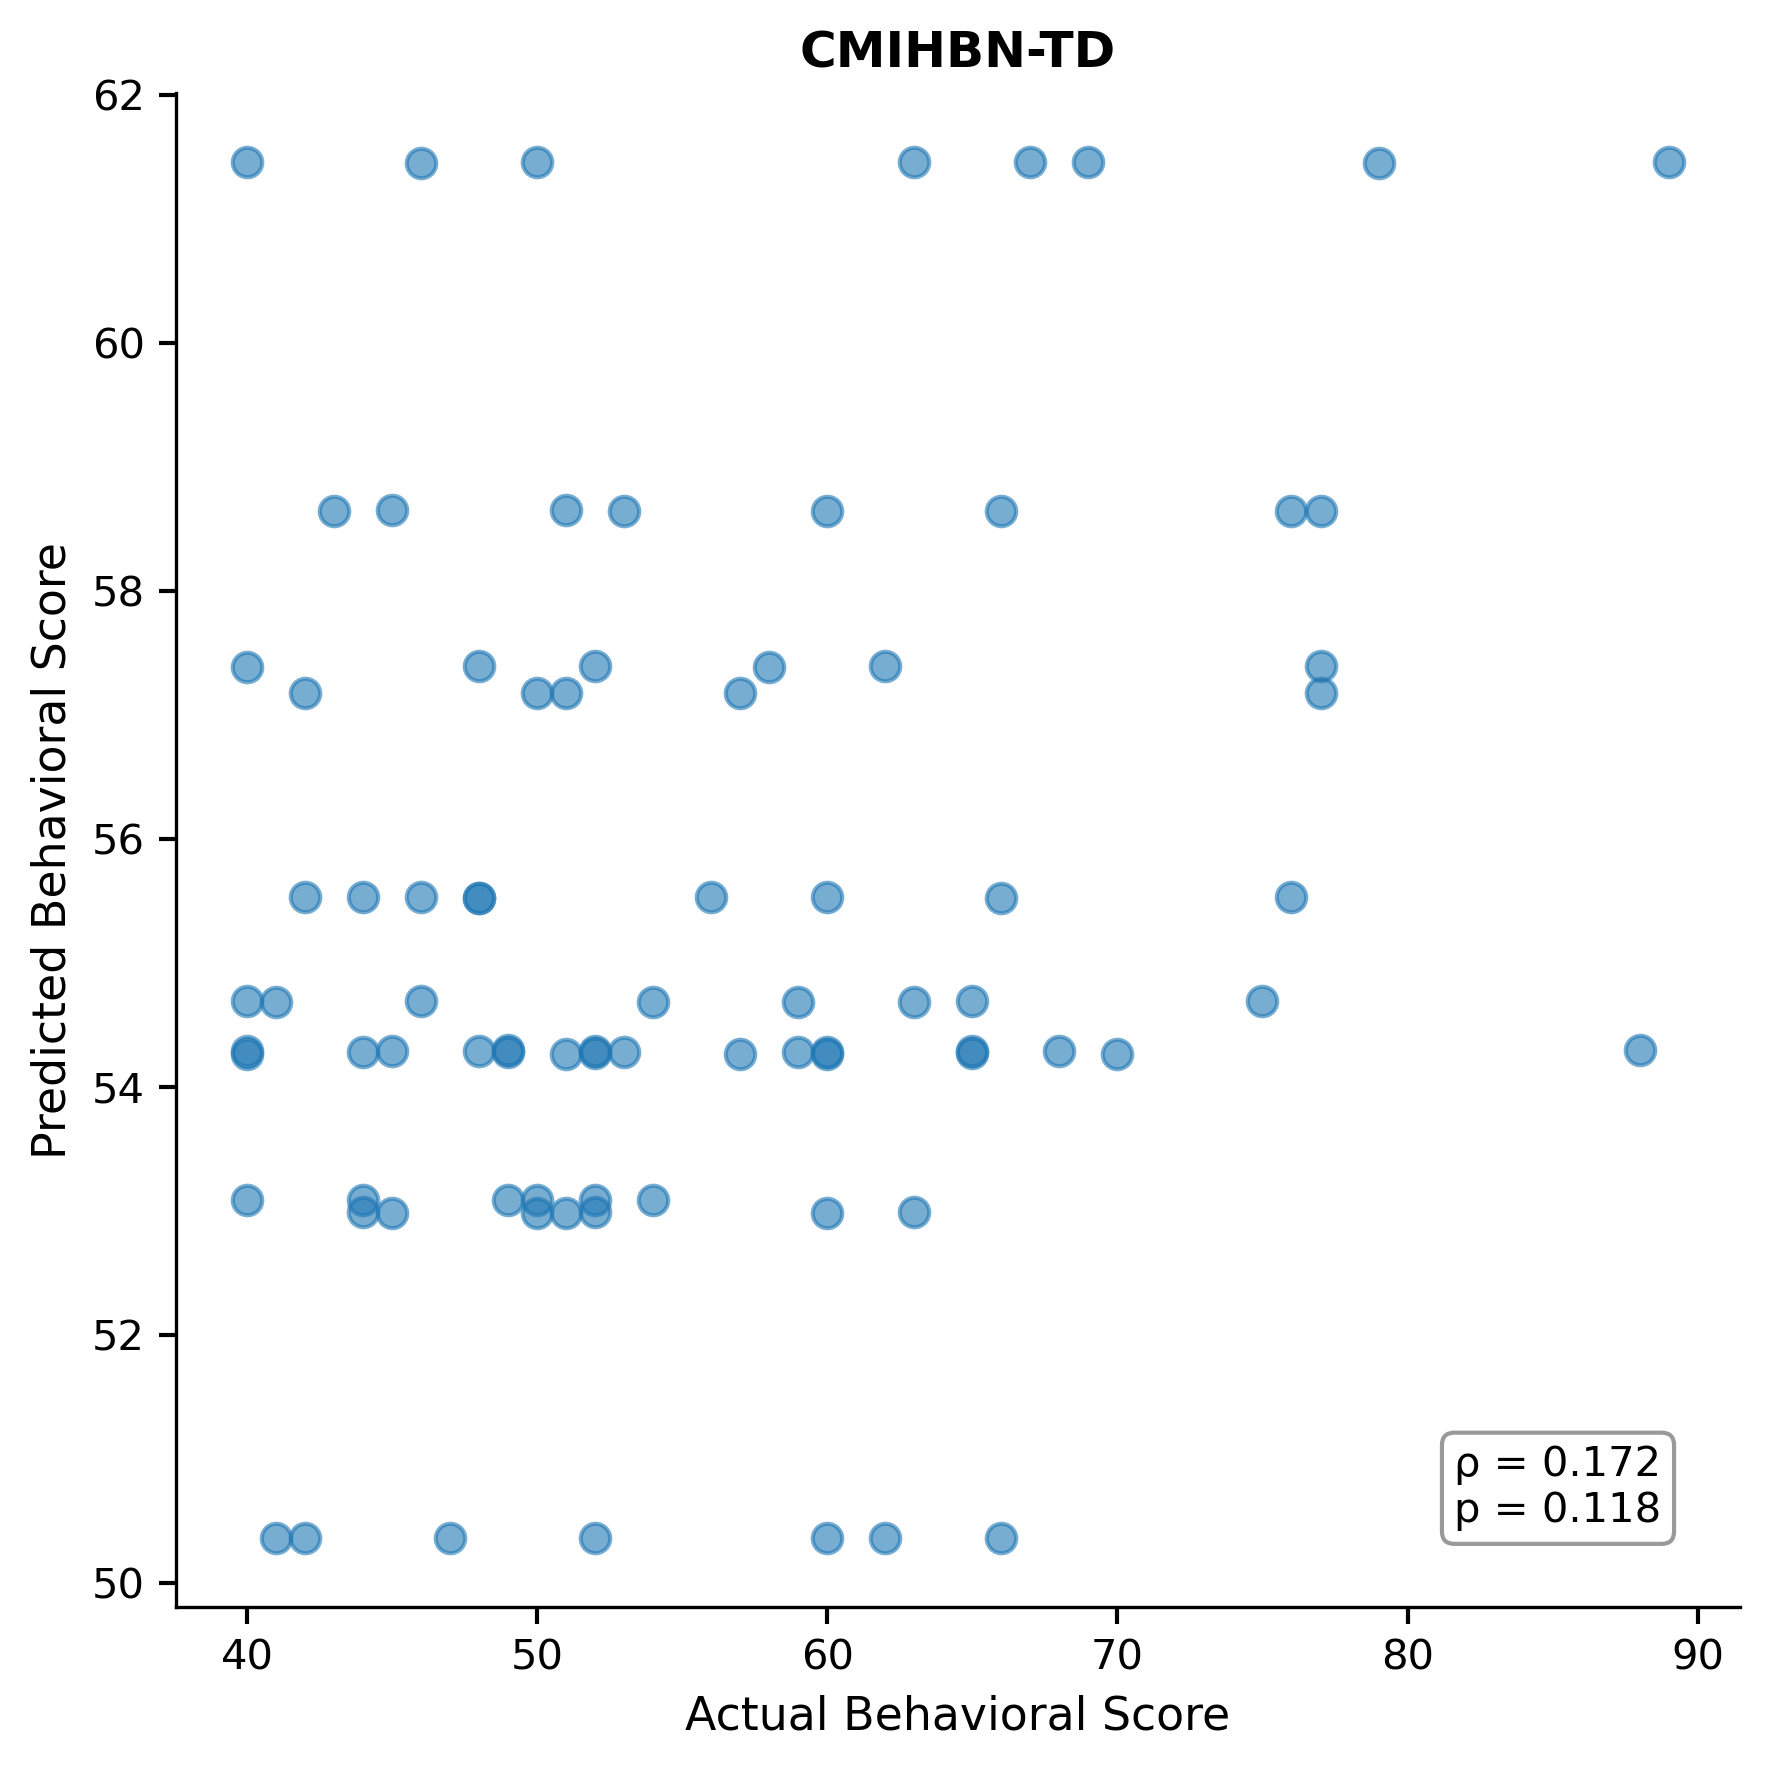 CMIHBN-TD
62
60
58
56
54
52
50
Predicted Behavioral Score
ρ = 0.172
p = 0.118
40 50 60 70 80 90
Actual Behavioral Score